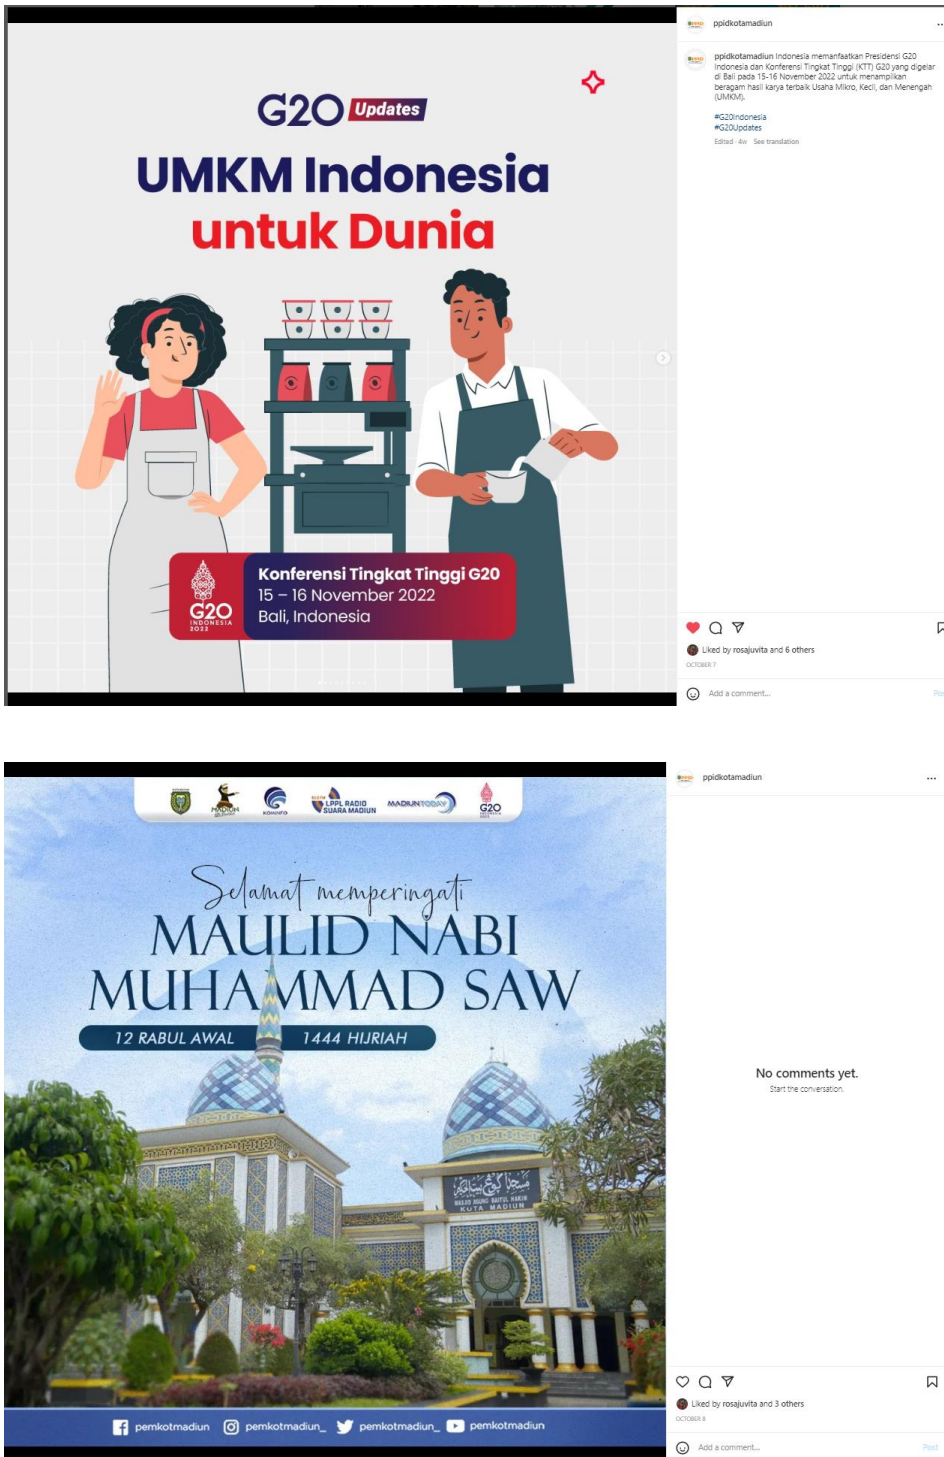 ppidkotamadiun
ppidkotamadiun Indonesia memanfaatkan Presidensi G20
Indonesia dan Konferensi Tingkat Tinggi (KTT) G20 yang digelar
di Bali pada 15-16 November 2022 untuk menampilkan
beragam hasil karya terbaik Usaha Mikro, Kecil, dan Menengah
(UMKM).
#G20Indonesia
#G20Updates
Edited · 4w See translation
G20 Updates
UMKM Indonesia
untuk Dunia
G20
INDONESIA
2022
Konferensi Tingkat Tinggi G20
15 – 16 November 2022
Bali, Indonesia
Liked by rosajuvita and 6 others
OCTOBER 7
Add a comment...
Post
ppidkotamadiun
MADIUN
KOMINFO
LPPL RADIO
SUARA MADIUN
MADIUNTODAY
G20
Selamat memperingati
MAULID NABI
MUHAMMAD SAW
12 RABUL AWAL 1444 HIJRIAH
MASJID AGUNG BAITUL HAKIM
KUTA MADIUN
pemkotmadiun pemkotmadiun_ pemkotmadiun_ pemkotmadiun
No comments yet.
Start the conversation.
Liked by rosajuvita and 3 others
OCTOBER 8
Add a comment...
Post